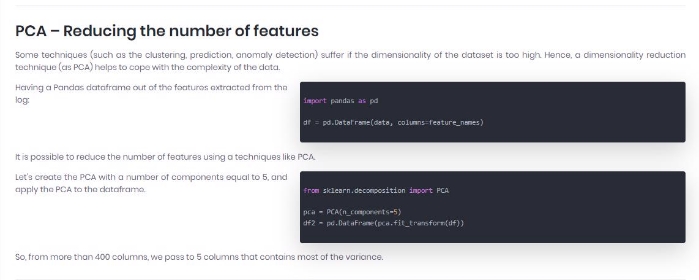 PCA – Reducing the number of features
Some techniques (such as the clustering, prediction, anomaly detection) suffer if the dimensionality of the dataset is too high. Hence, a dimensionality reduction
technique (as PCA) helps to cope with the complexity of the data.
Having a Pandas dataframe out of the features extracted from the
log:
import pandas as pd
df = pd.DataFrame(data, columns=feature_names)
It is possible to reduce the number of features using a techniques like PCA.
Let's create the PCA with a number of components equal to 5, and
apply the PCA to the dataframe.
from sklearn.decomposition import PCA
pca = PCA(n_components=5)
df2 = pd.DataFrame(pca.fit_transform(df))
So, from more than 400 columns, we pass to 5 columns that contains most of the variance.